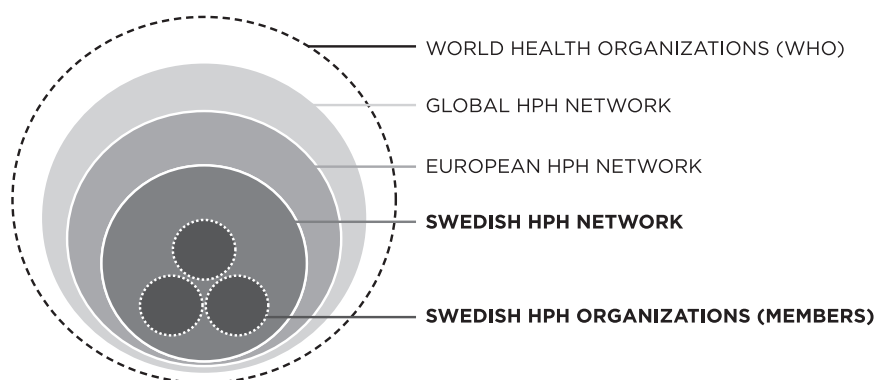 WORLD HEALTH ORGANIZATIONS (WHO)
GLOBAL HPH NETWORK
EUROPEAN HPH NETWORK
SWEDISH HPH NETWORK
SWEDISH HPH ORGANIZATIONS (MEMBERS)